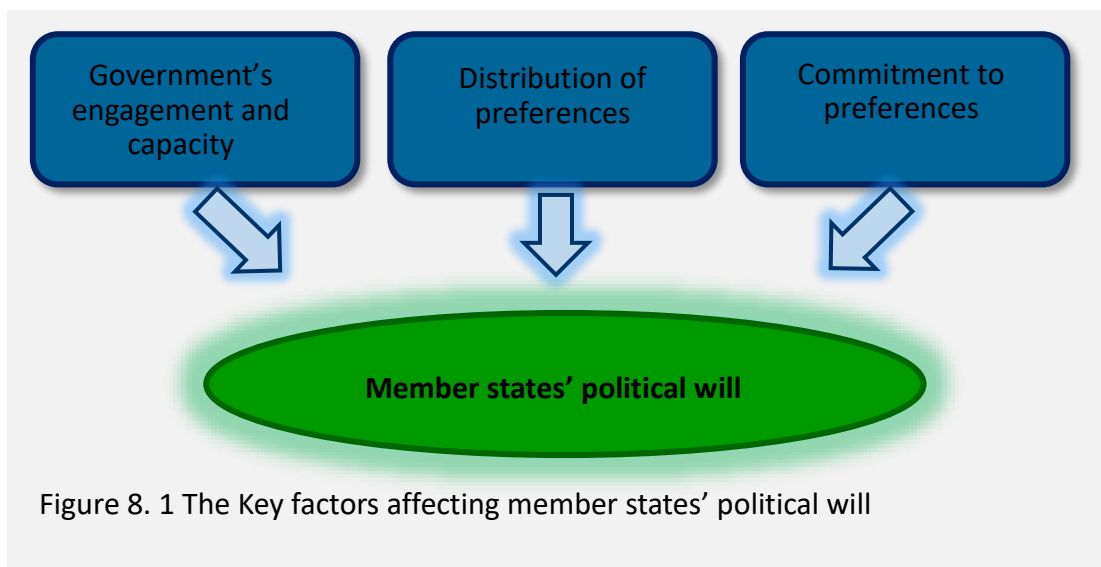 Government’s
engagement and
capacity
Distribution of
preferences
Commitment to
preferences
Member states’ political will
Figure 8. 1 The Key factors affecting member states’ political will